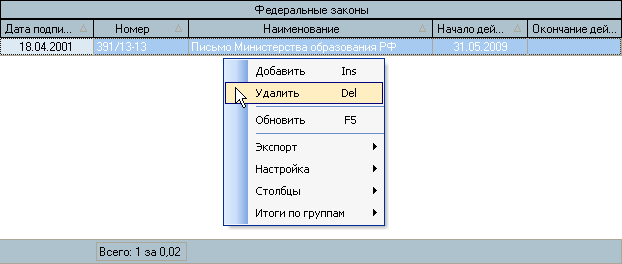 Федеральные законы
Дата подпи... Номер Наименование Начало дей... Окончание дей...
18.04.2001 391/13-13 Письмо Министерства образования РФ 31.05.2009
Добавить Ins
Удалить Del
Обновить F5
Экспорт
Настройка
Столбцы
Итоги по группам
Всего: 1 за 0,02